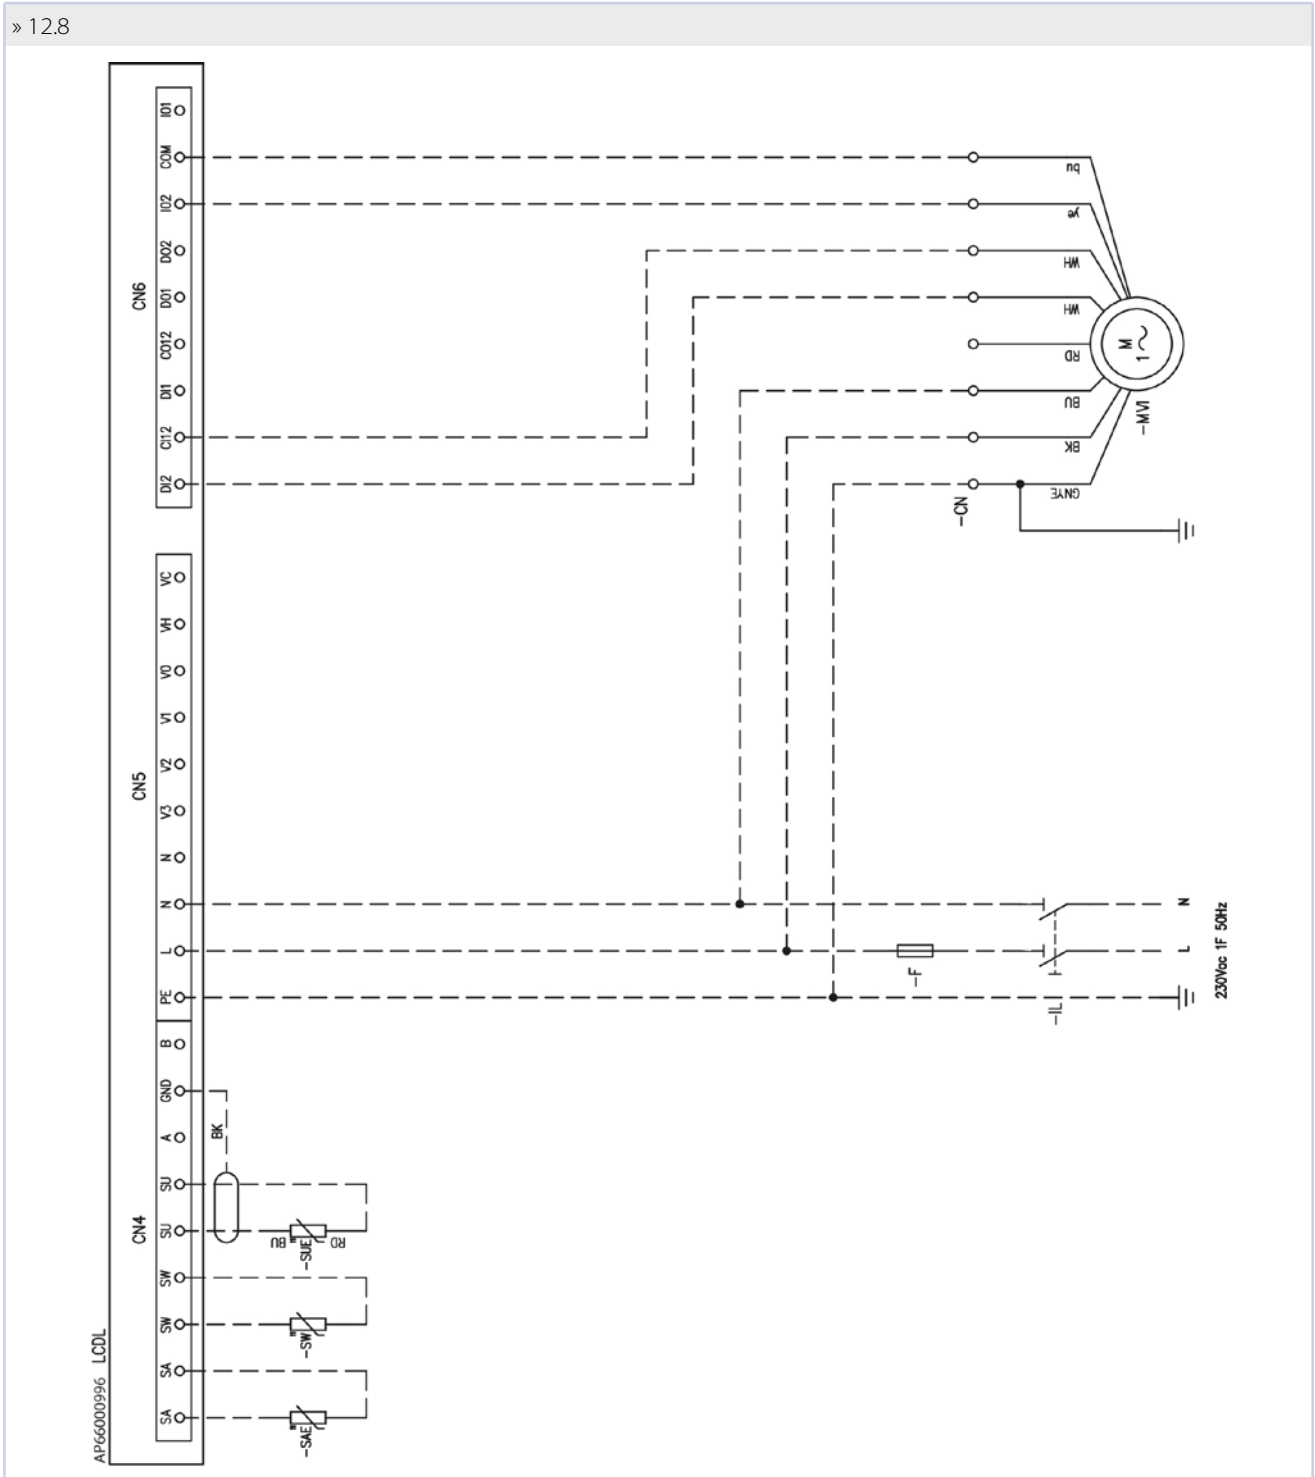 » 12.8
CN6
IO1
COM
IO2
DO2
DO1
CO12
DI1
CI12
DI2
bu
ye
WH
WH
RD
BU
BK
GNYE
M
1
-MVI
-CN
CN5
VC
VH
V0
V1
V2
V3
N
N
L
PE
-F
-IL
N
L
230Vac 1F 50Hz
CN4
B
GND
A
SU
SU
SW
SW
SA
SA
BK
BU
RD
-SUE
-SW
-SAE
AP66000996 LCDL